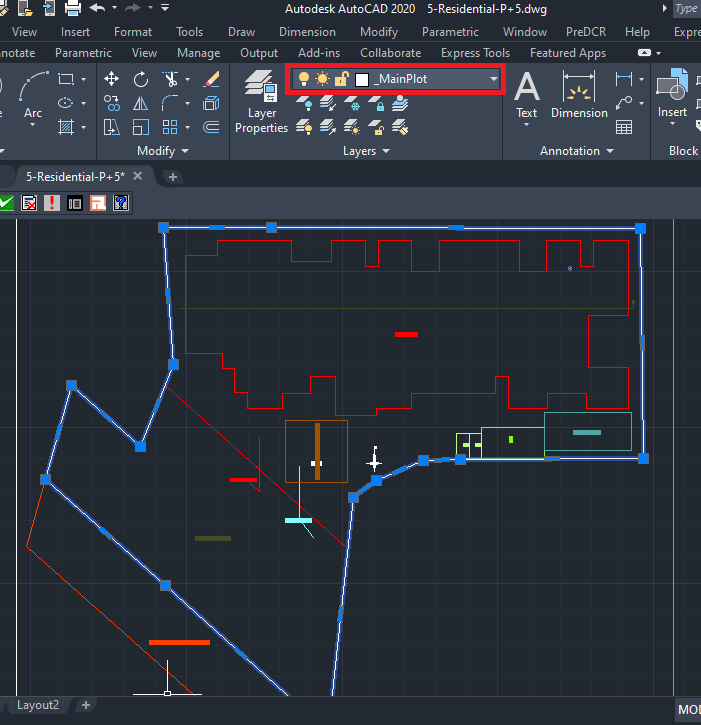 Autodesk AutoCAD 2020 5-Residential-P+5.dwg
Type
View Insert Format Tools Draw Dimension Modify Parametric Window PreDCR Help Expre
notate Parametric View Manage Output Add-ins Collaborate Express Tools Featured Apps
_MainPlot
Arc
Layer
Properties
Text
Dimension
Insert
Modify
Layers
Annotation
Block
5-Residential-P+5*
Layout2
MOD